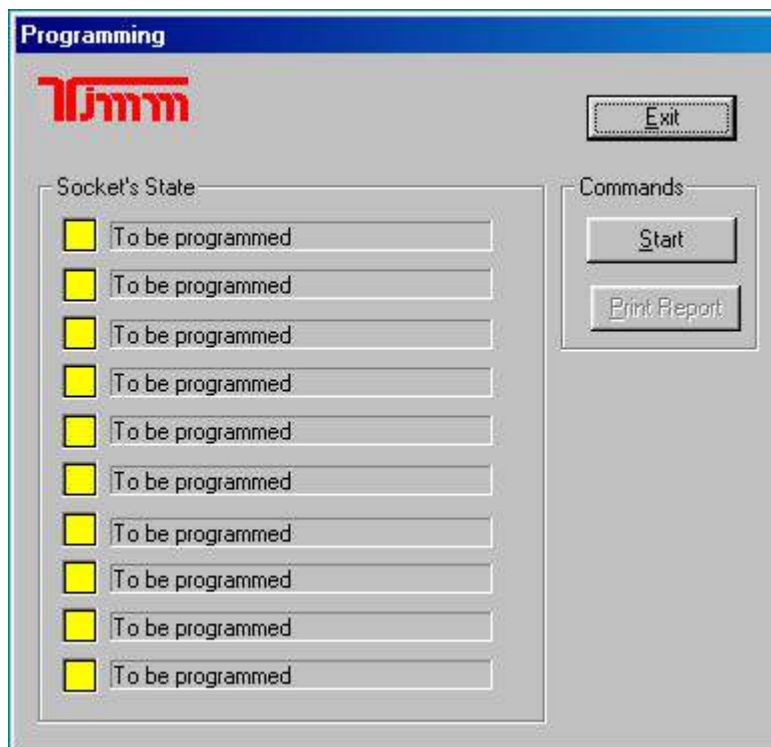 Programming
Exit
Socket's State
To be programmed
To be programmed
To be programmed
To be programmed
To be programmed
To be programmed
To be programmed
To be programmed
To be programmed
To be programmed
Commands
Start
Print Report